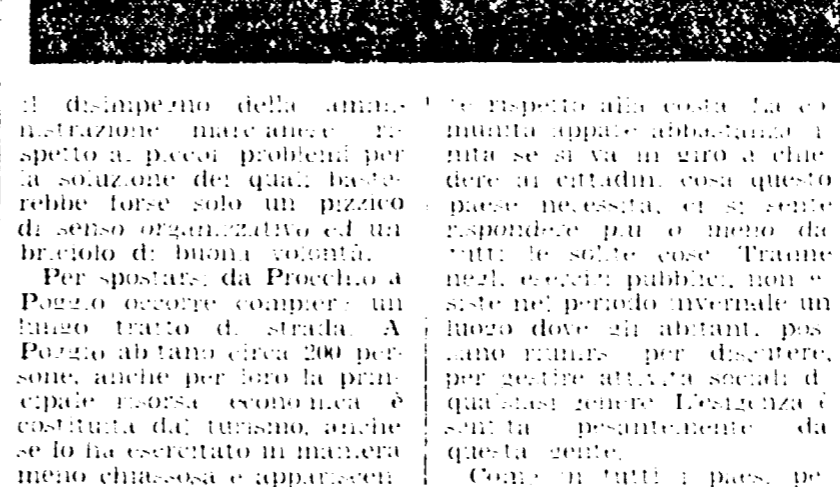 il disimpegno della ammi-
nistrazione marcianese ri-
spetto ai piccoli problemi per
la soluzione dei quali baste-
rebbe forse solo un pizzico
di senso organizzativo ed un
briciolo di buona volontà.
Per spostarsi da Procchio a
Poggio occorre compiere un
lungo tratto di strada. A
Poggio abitano circa 200 per-
sone, anche per loro la prin-
cipale risorsa economica è
costituita dal turismo, anche
se lo ha esercitato in maniera
meno chiassosa e appariscen-
te rispetto alla costa. La co
munità appare abbastanza u
nita se si va in giro a chie
dere ai cittadini cosa questo
paese necessita, ci si sente
rispondere più o meno da
tutti le solite cose. Tranne
negli esercizi pubblici, non e
siste nel periodo invernale un
luogo dove gli abitanti pos
sano riunirsi per discutere,
per gestire attività sociali di
qualsiasi genere. L'esigenza è
sentita pesantemente da
questa gente.
Come in tutti i paesi pe